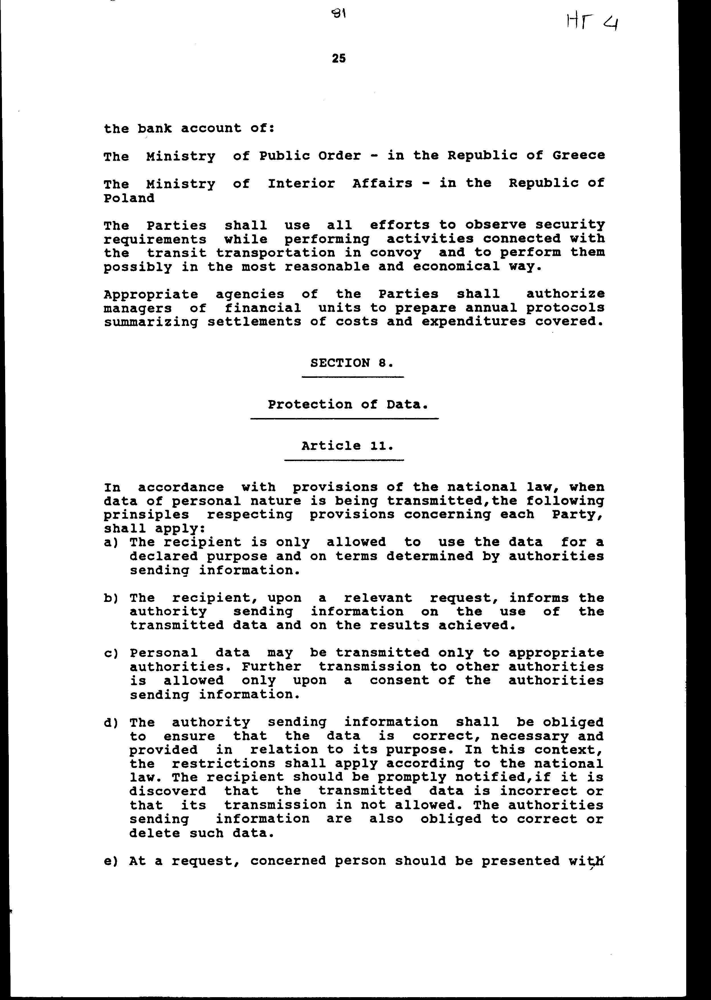 81
HΓ 4
25
the bank account of:
The Ministry of Public Order - in the Republic of Greece
The Ministry of Interior Affairs - in the Republic of
Poland
The Parties shall use all efforts to observe security
requirements while performing activities connected with
the transit transportation in convoy and to perform them
possibly in the most reasonable and economical way.
Appropriate agencies of the Parties shall authorize
managers of financial units to prepare annual protocols
summarizing settlements of costs and expenditures covered.
SECTION 8.
Protection of Data.
Article 11.
In accordance with provisions of the national law, when
data of personal nature is being transmitted,the following
prinsiples respecting provisions concerning each Party,
shall apply:
a) The recipient is only allowed to use the data for a
declared purpose and on terms determined by authorities
sending information.
b) The recipient, upon a relevant request, informs the
authority sending information on the use of the
transmitted data and on the results achieved.
c) Personal data may be transmitted only to appropriate
authorities. Further transmission to other authorities
is allowed only upon a consent of the authorities
sending information.
d) The authority sending information shall be obliged
to ensure that the data is correct, necessary and
provided in relation to its purpose. In this context,
the restrictions shall apply according to the national
law. The recipient should be promptly notified,if it is
discoverd that the transmitted data is incorrect or
that its transmission in not allowed. The authorities
sending information are also obliged to correct or
delete such data.
e) At a request, concerned person should be presented with